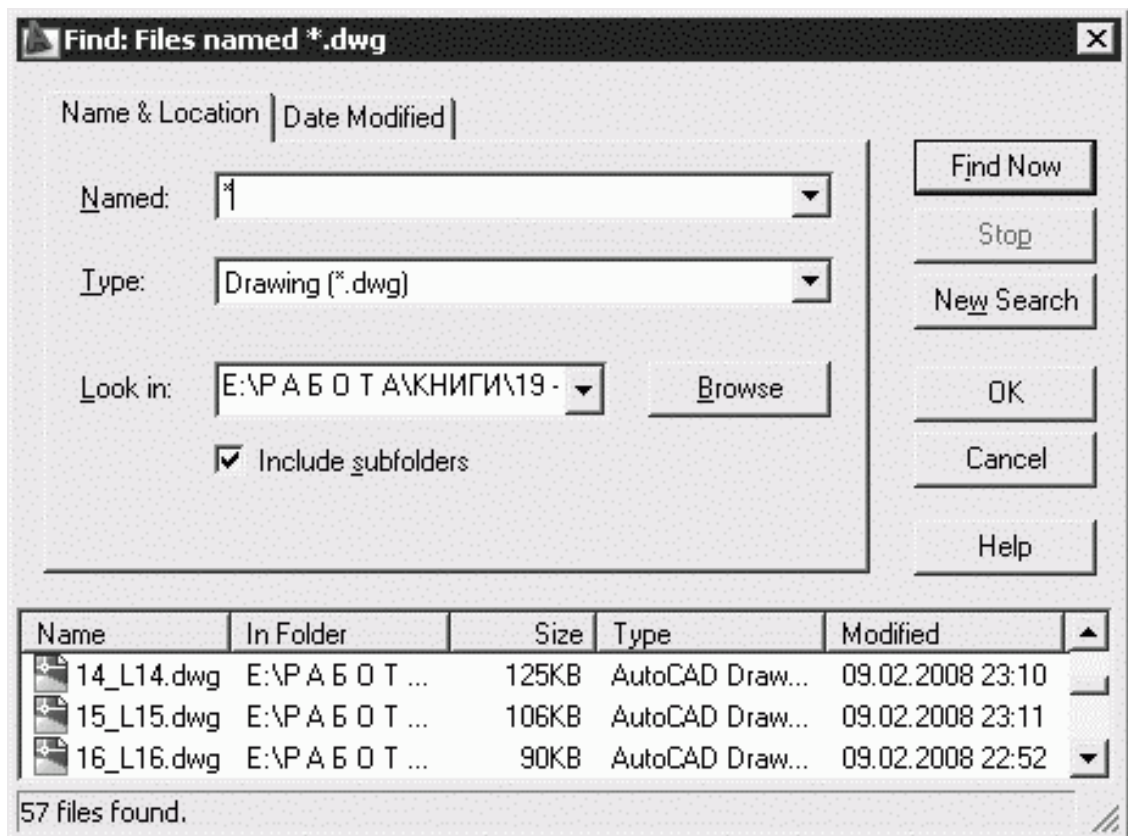 Find: Files named *.dwg
Name & Location Date Modified
Named: *
Find Now
Stop
Type: Drawing (*.dwg)
New Search
Look in: E:\Р А Б О Т А\КНИГИ\19 - Browse
OK
Include subfolders
Cancel
Help
Name In Folder Size Type Modified
14_L14.dwg E:\Р А Б О Т ... 125KB AutoCAD Draw... 09.02.2008 23:10
15_L15.dwg E:\Р А Б О Т ... 106KB AutoCAD Draw... 09.02.2008 23:11
16_L16.dwg E:\Р А Б О Т ... 90KB AutoCAD Draw... 09.02.2008 22:52
57 files found.